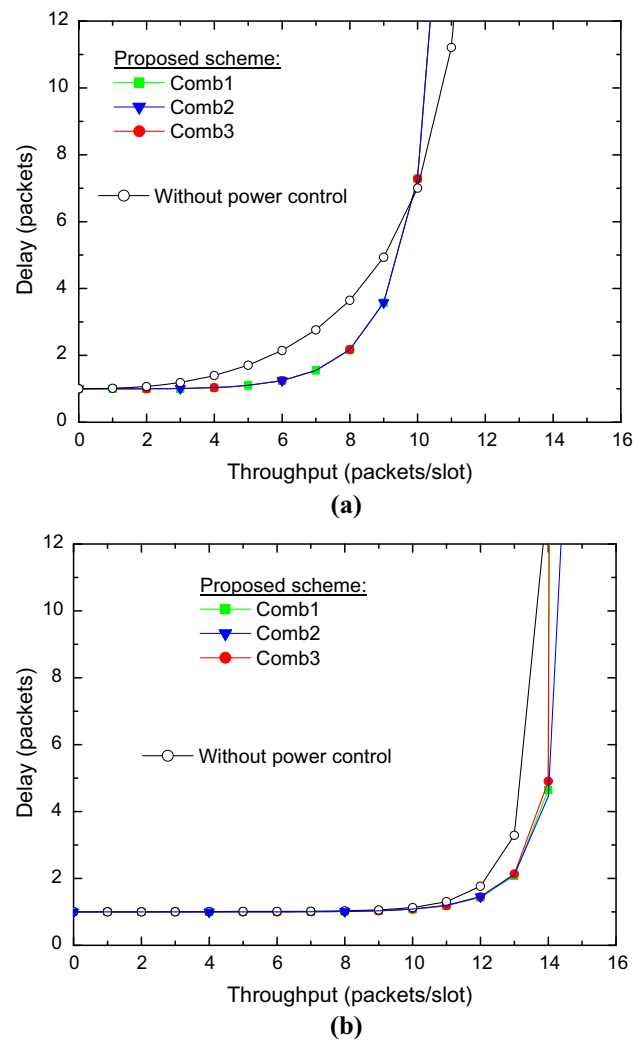 12
10
8
6
4
2
0
Delay (packets)
Proposed scheme:
Comb1
Comb2
Comb3
Without power control
0 2 4 6 8 10 12 14 16
Throughput (packets/slot)
(a)
12
10
8
6
4
2
0
Delay (packets)
Proposed scheme:
Comb1
Comb2
Comb3
Without power control
0 2 4 6 8 10 12 14 16
Throughput (packets/slot)
(b)